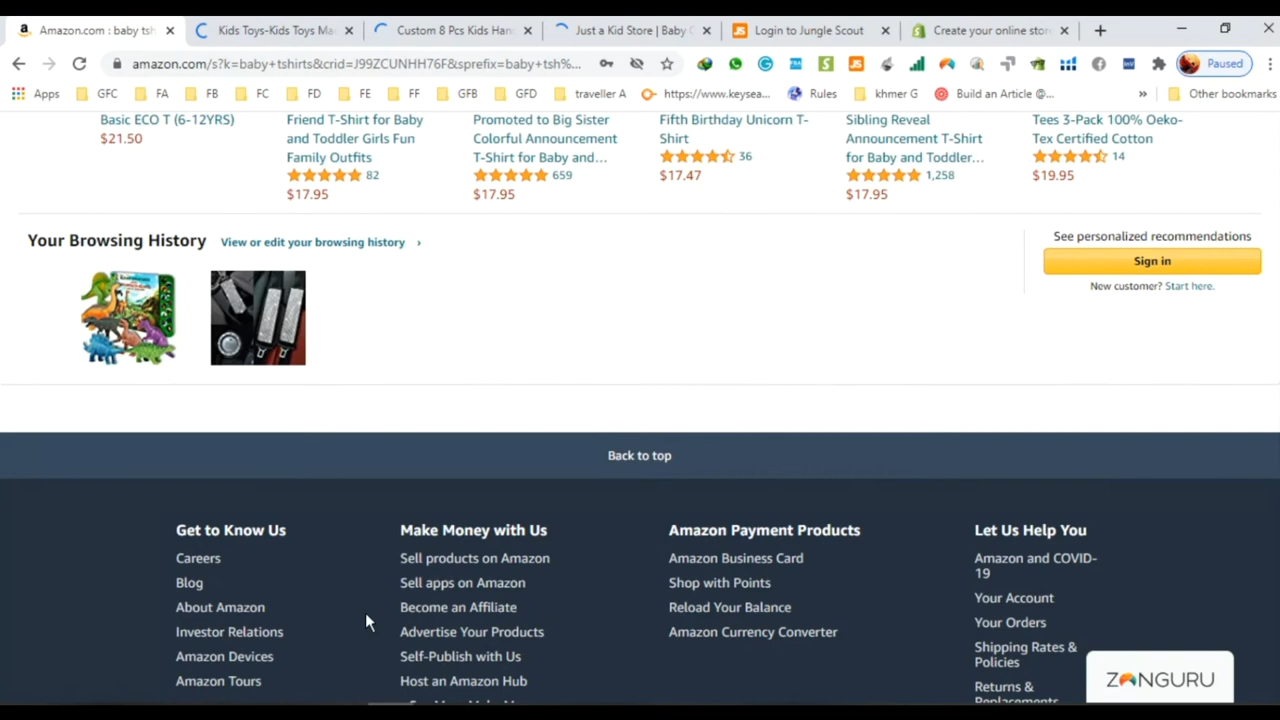 Amazon.com : baby tsh
Kids Toys-Kids Toys Ma
Custom 8 Pcs Kids Han
Just a Kid Store | Baby C
Login to Jungle Scout
Create your online stor
amazon.com/s?k=baby+tshirts&crid=J99ZCUNHH76F&sprefix=baby+tsh%...
Paused
Apps
GFC
FA
FB
FC
FD
FE
FF
GFB
GFD
traveller A
https://www.keysea...
Rules
khmer G
Build an Article @...
»
Other bookmarks
Basic ECO T (6-12YRS)
$21.50
Friend T-Shirt for Baby
and Toddler Girls Fun
Family Outfits
82
$17.95
Promoted to Big Sister
Colorful Announcement
T-Shirt for Baby and...
659
$17.95
Fifth Birthday Unicorn T-
Shirt
36
$17.47
Sibling Reveal
Announcement T-Shirt
for Baby and Toddler...
1,258
$17.95
Tees 3-Pack 100% Oeko-
Tex Certified Cotton
14
$19.95
Your Browsing History View or edit your browsing history ›
See personalized recommendations
Sign in
New customer? Start here.
Back to top
Get to Know Us
Careers
Blog
About Amazon
Investor Relations
Amazon Devices
Amazon Tours
Make Money with Us
Sell products on Amazon
Sell apps on Amazon
Become an Affiliate
Advertise Your Products
Self-Publish with Us
Host an Amazon Hub
Amazon Payment Products
Amazon Business Card
Shop with Points
Reload Your Balance
Amazon Currency Converter
Let Us Help You
Amazon and COVID-
19
Your Account
Your Orders
Shipping Rates &
Policies
Returns &
Replacements
ZONGURU